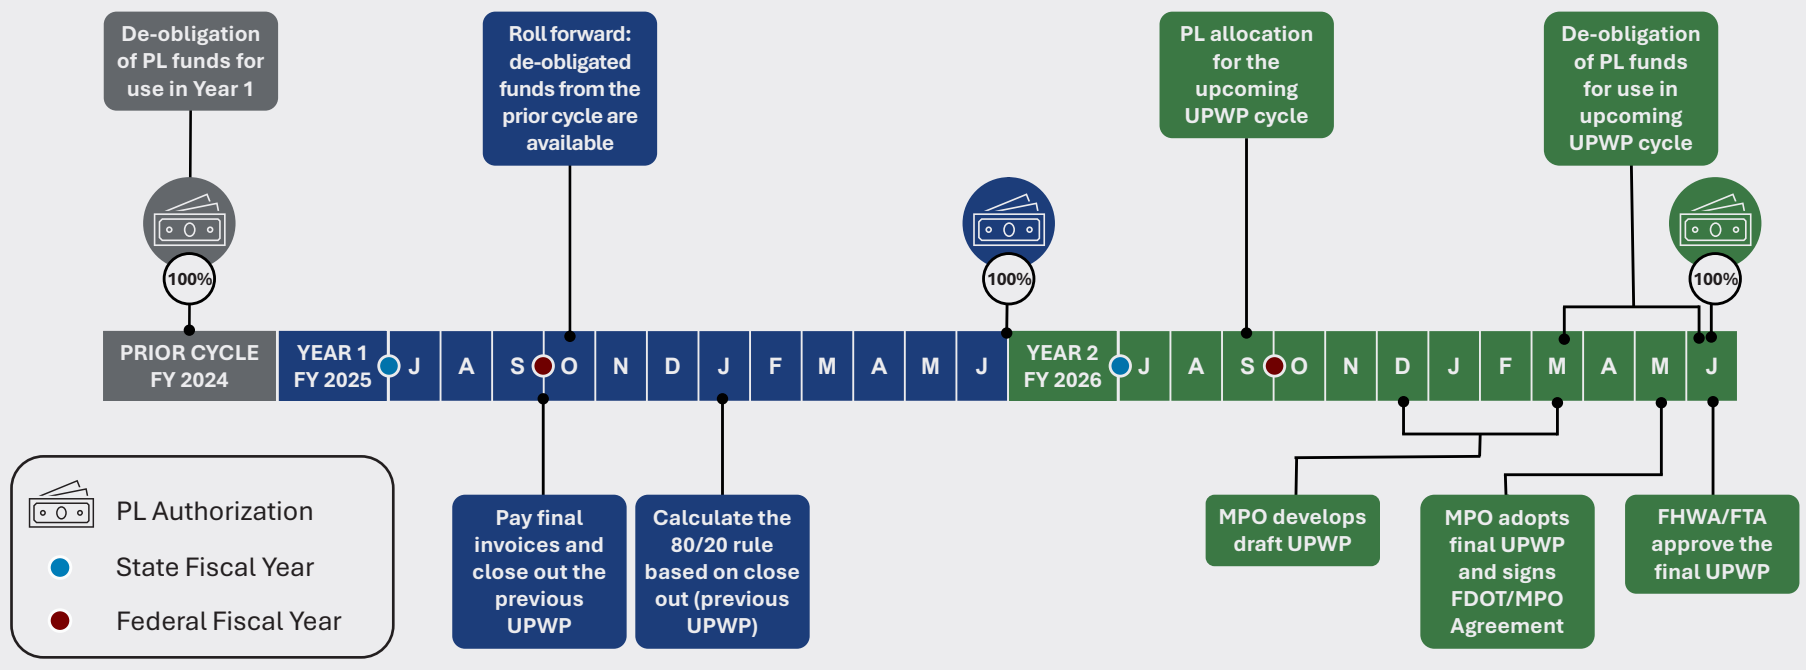 De-obligation
of PL funds for
use in Year 1
Roll forward:
de-obligated
funds from the
prior cycle are
available
PL allocation
for the
upcoming
UPWP cycle
De-obligation
of PL funds
for use in
upcoming
UPWP cycle
100%
100%
100%
PRIOR CYCLE
FY 2024
YEAR 1
FY 2025
J A S O N D J F M A M J
YEAR 2
FY 2026
J A S O N D J F M A M J
PL Authorization
State Fiscal Year
Federal Fiscal Year
Pay final
invoices and
close out the
previous
UPWP
Calculate the
80/20 rule
based on close
out (previous
UPWP)
MPO develops
draft UPWP
MPO adopts
final UPWP
and signs
FDOT/MPO
Agreement
FHWA/FTA
approve the
final UPWP